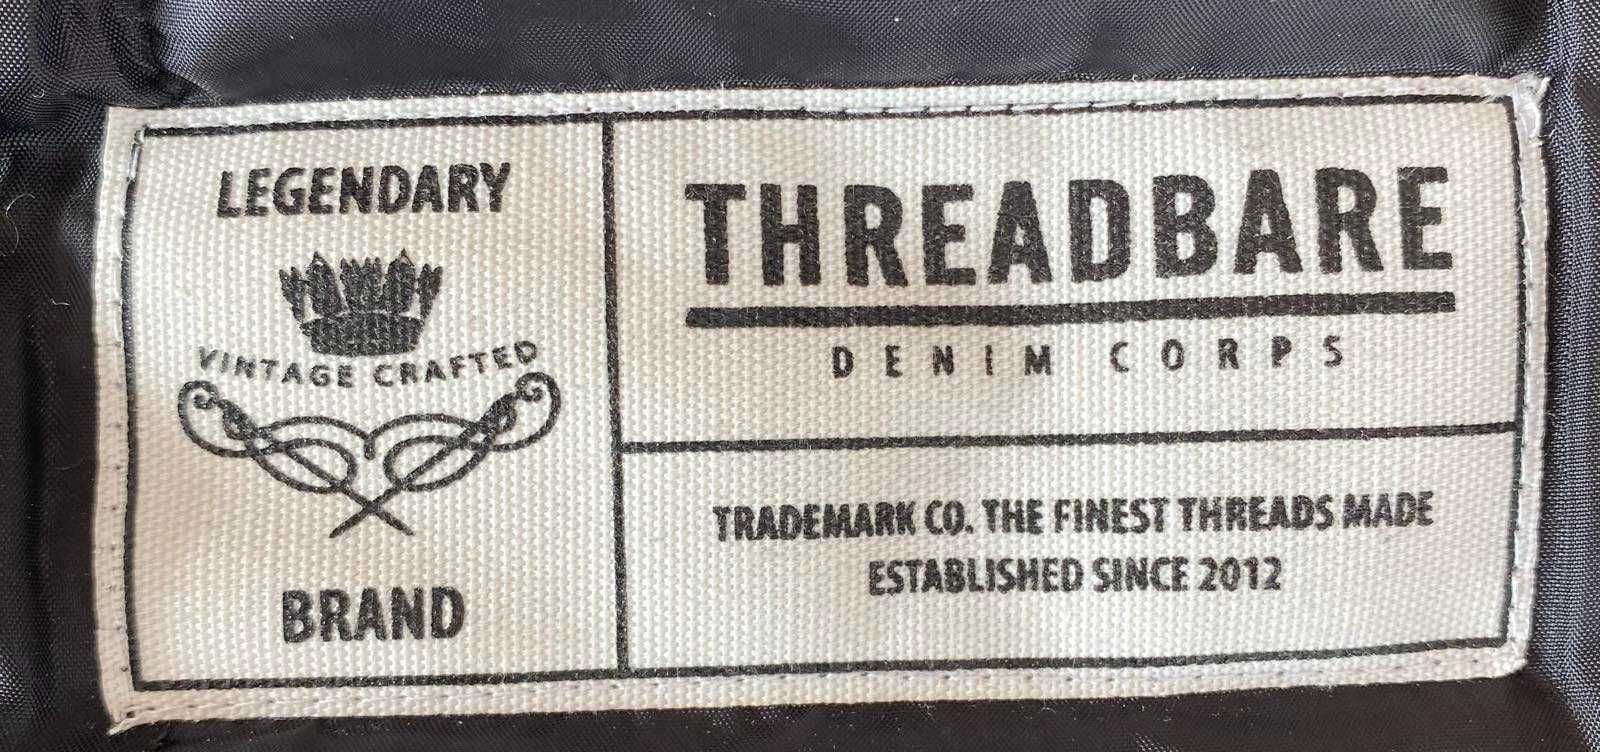 LEGENDARY
VINTAGE CRAFTED
BRAND
THREADBARE
DENIM CORPS
TRADEMARK CO. THE FINEST THREADS MADE
ESTABLISHED SINCE 2012